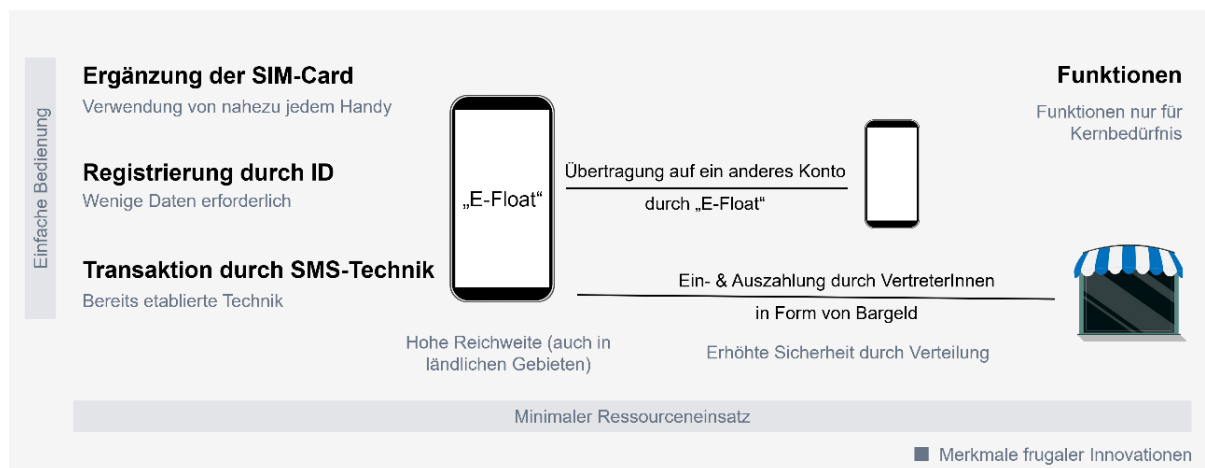 Einfache Bedienung
Ergänzung der SIM-Card
Verwendung von nahezu jedem Handy
Registrierung durch ID
Wenige Daten erforderlich
Transaktion durch SMS-Technik
Bereits etablierte Technik
„E-Float“
Hohe Reichweite (auch in
ländlichen Gebieten)
Übertragung auf ein anderes Konto
durch „E-Float“
Ein- & Auszahlung durch VertreterInnen
in Form von Bargeld
Erhöhte Sicherheit durch Verteilung
Funktionen
Funktionen nur für
Kernbedürfnis
Minimaler Ressourceneinsatz
Merkmale frugaler Innovationen